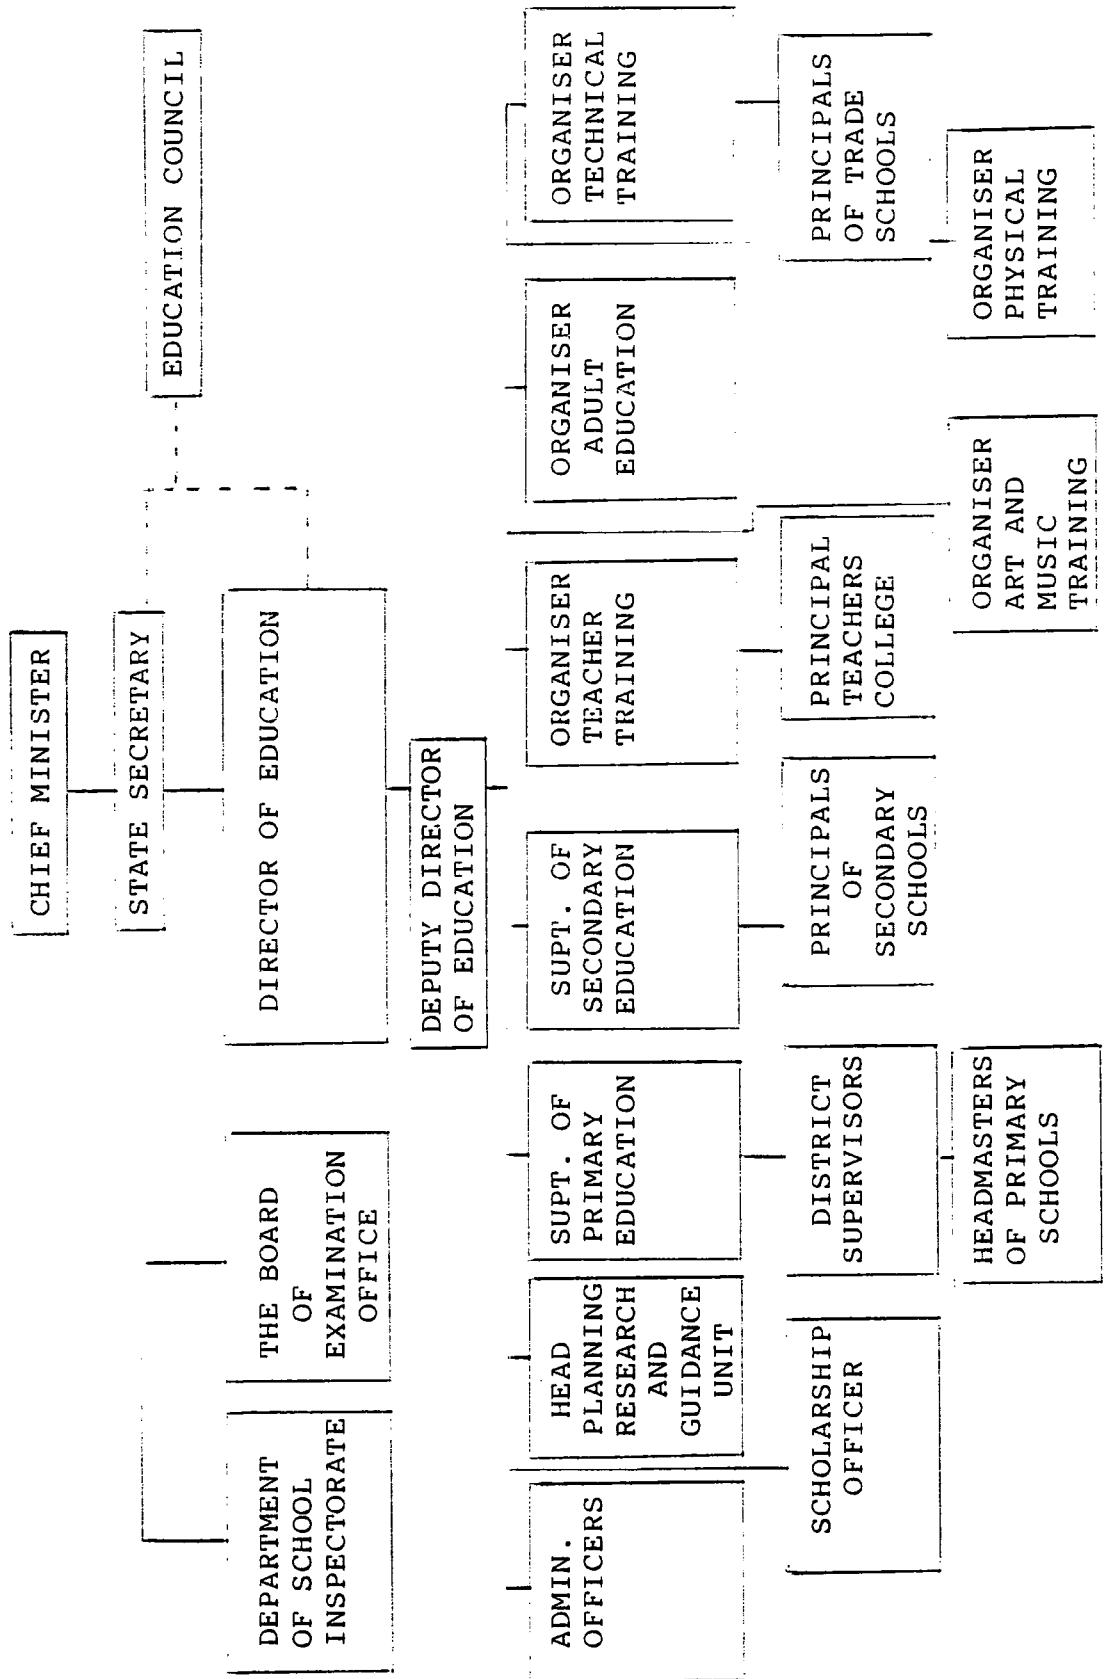 CHIEF MINISTER
STATE SECRETARY
EDUCATION COUNCIL
DEPARTMENT
OF SCHOOL
INSPECTORATE
THE BOARD
OF
EXAMINATION
OFFICE
DIRECTOR OF EDUCATION
DEPUTY DIRECTOR
OF EDUCATION
ADMIN.
OFFICERS
HEAD
PLANNING
RESEARCH
AND
GUIDANCE
UNIT
SUPT. OF
PRIMARY
EDUCATION
SUPT. OF
SECONDARY
EDUCATION
ORGANISER
TEACHER
TRAINING
ORGANISER
ADULT
EDUCATION
ORGANISER
TECHNICAL
TRAINING
SCHOLARSHIP
OFFICER
DISTRICT
SUPERVISORS
PRINCIPALS
OF
SECONDARY
SCHOOLS
PRINCIPAL
TEACHERS
COLLEGE
PRINCIPALS
OF TRADE
SCHOOLS
HEADMASTERS
OF PRIMARY
SCHOOLS
ORGANISER
ART AND
MUSIC
TRAINING
ORGANISER
PHYSICAL
TRAINING